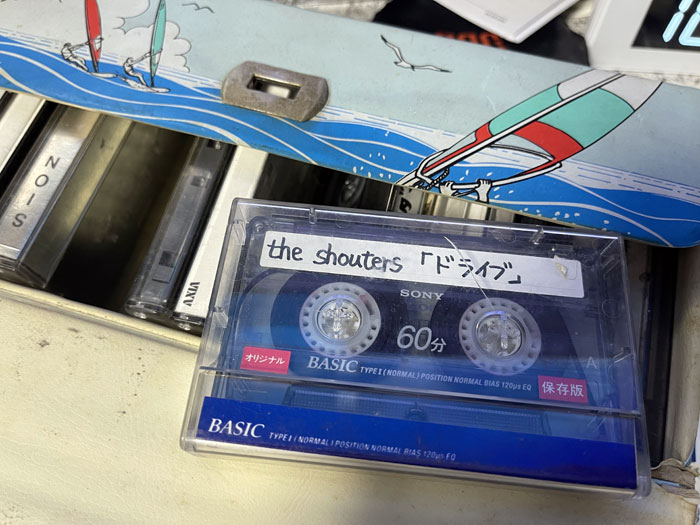 NOIS
AXIA
the shouters 「ドライブ」
SONY
60分
オリジナル
BASIC TYPE I (NORMAL) POSITION NORMAL BIAS 120μs EQ
A
保存版
BASIC TYPE I (NORMAL) POSITION NORMAL BIAS 120μs EQ